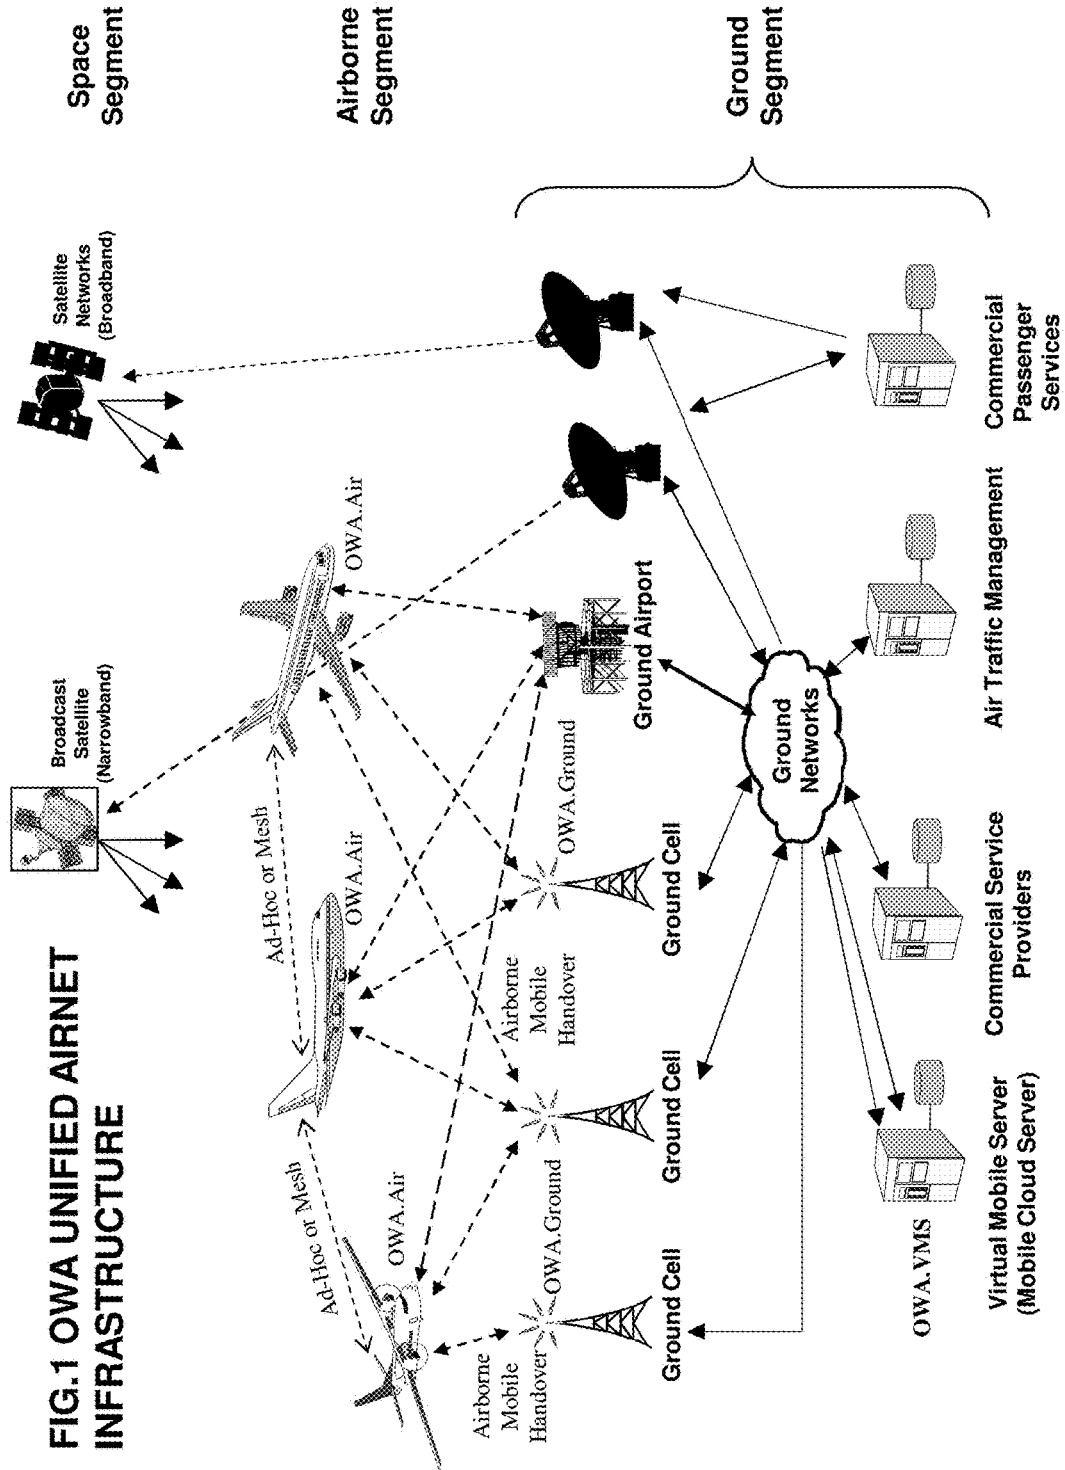 FIG.1 OWA UNIFIED AIRNET
INFRASTRUCTURE
Broadcast
Satellite
(Narrowband)
Satellite
Networks
(Broadband)
Space
Segment
Ad-Hoc or Mesh
Ad-Hoc or Mesh
OWA.Air
OWA.Air
OWA.Air
Airborne
Segment
Airborne
Mobile
Handover
Airborne
Mobile
Handover
OWA.Ground
OWA.Ground
Ground Cell
Ground Cell
Ground Cell
Ground Airport
Ground
Segment
Ground
Networks
OWA.VMS
Virtual Mobile Server
(Mobile Cloud Server)
Commercial Service
Providers
Air Traffic Management
Commercial
Passenger
Services